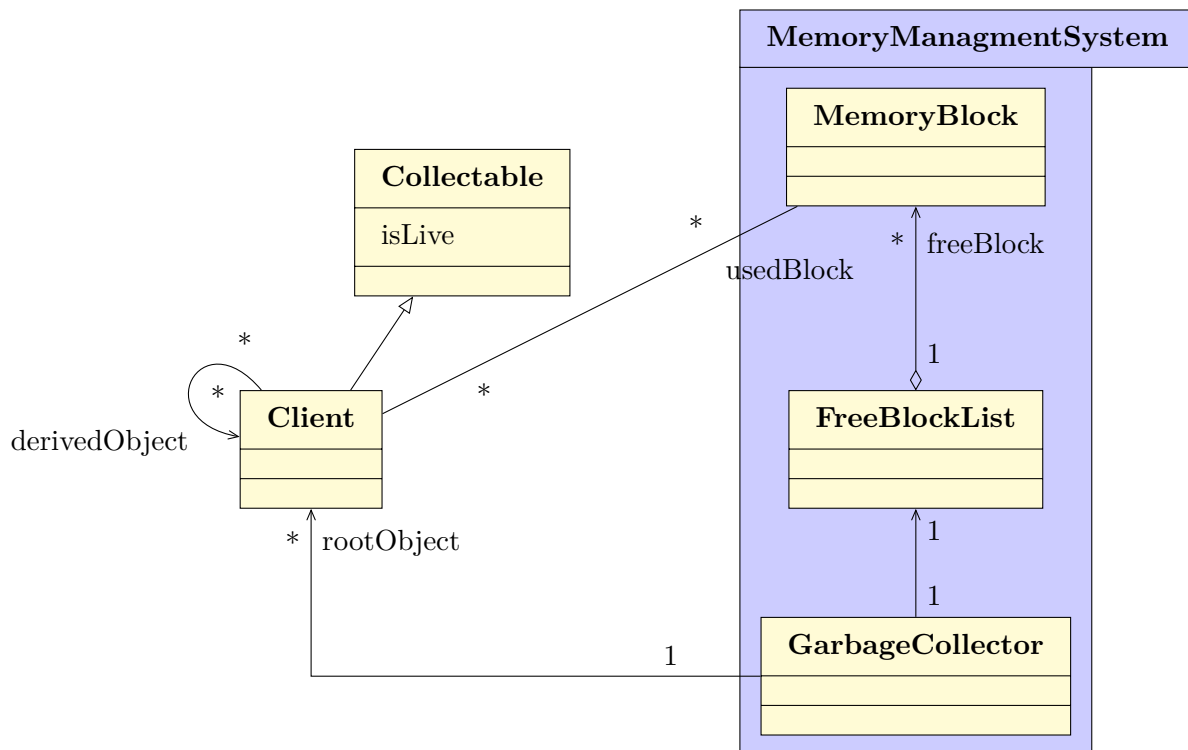 MemoryManagmentSystem
MemoryBlock
Collectable
isLive
*
usedBlock
* freeBlock
1
*
*
derivedObject
Client
*
FreeBlockList
* rootObject
1
1
1
GarbageCollector